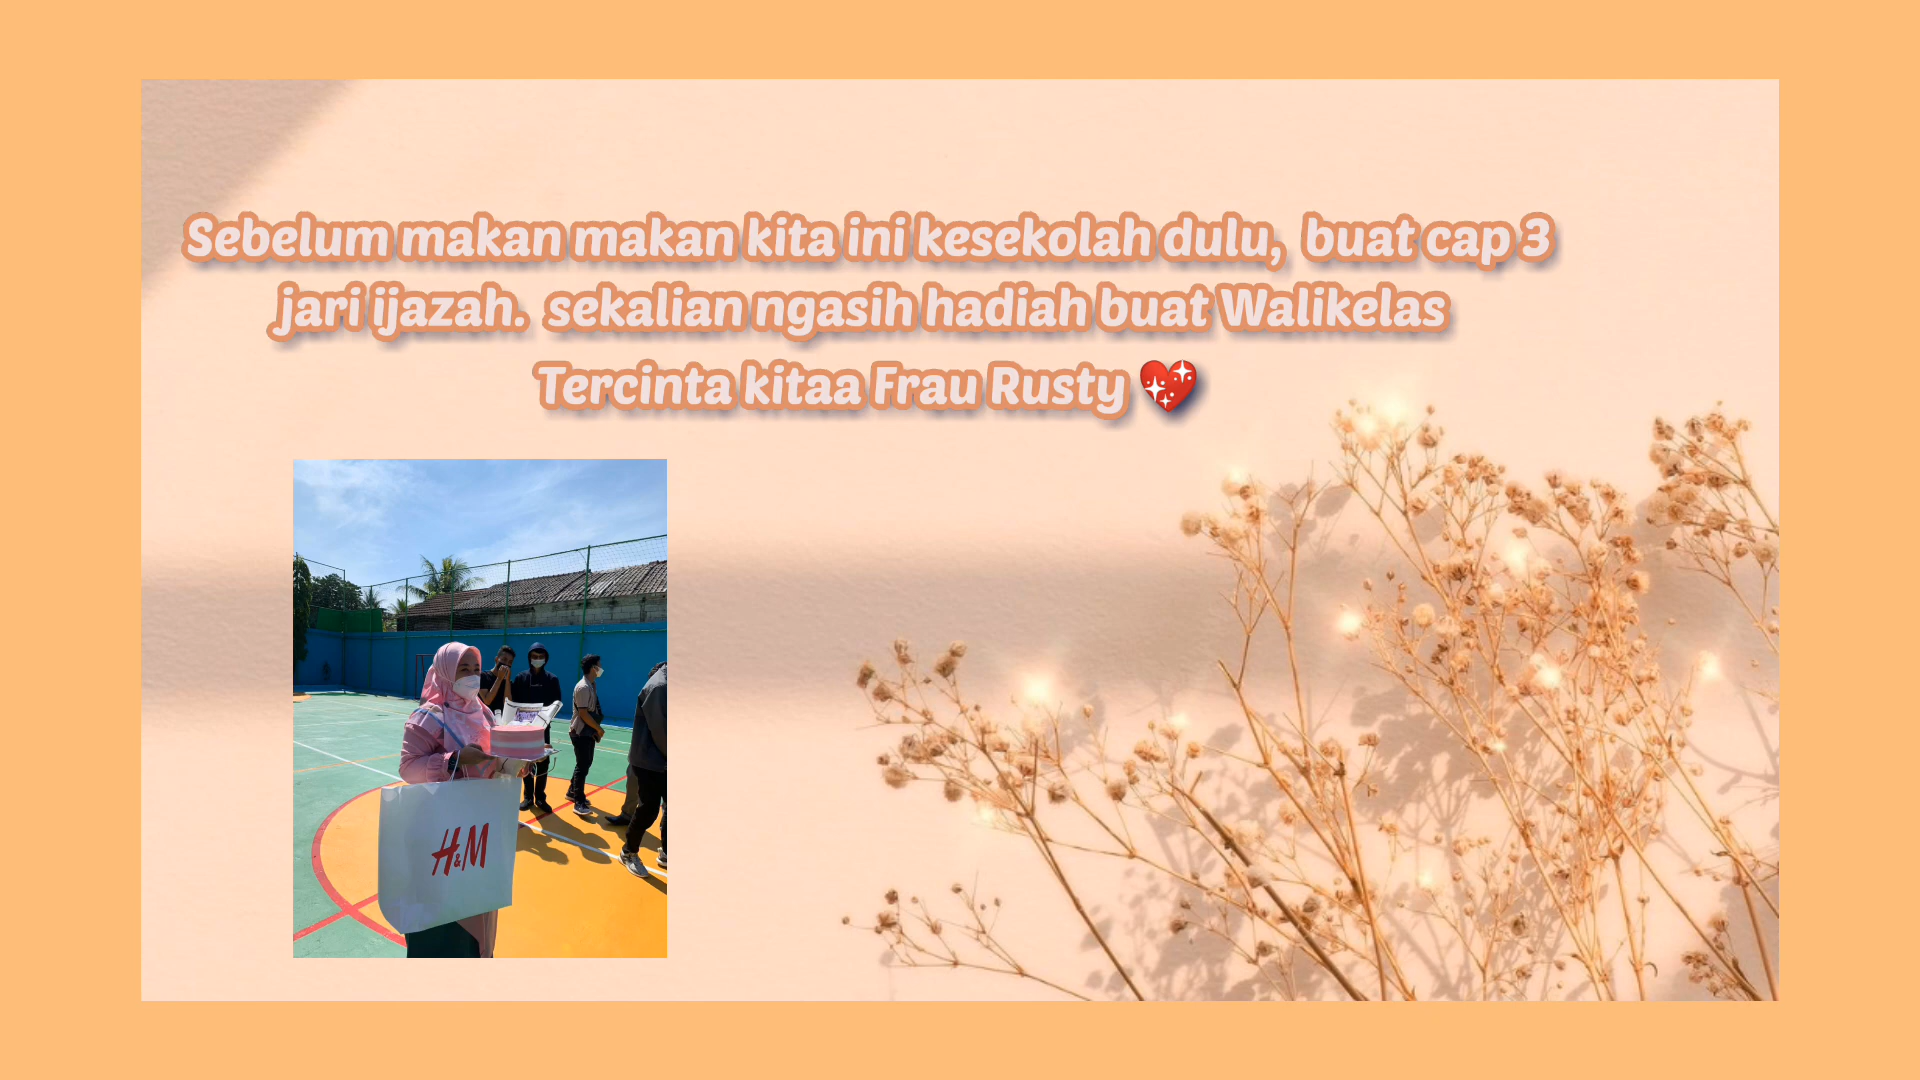 Sebelum makan makan kita ini kesekolah dulu, buat cap 3
jari ijazah. sekalian ngasih hadiah buat Walikelas
Tercinta kitaa Frau Rusty 💖
H&M